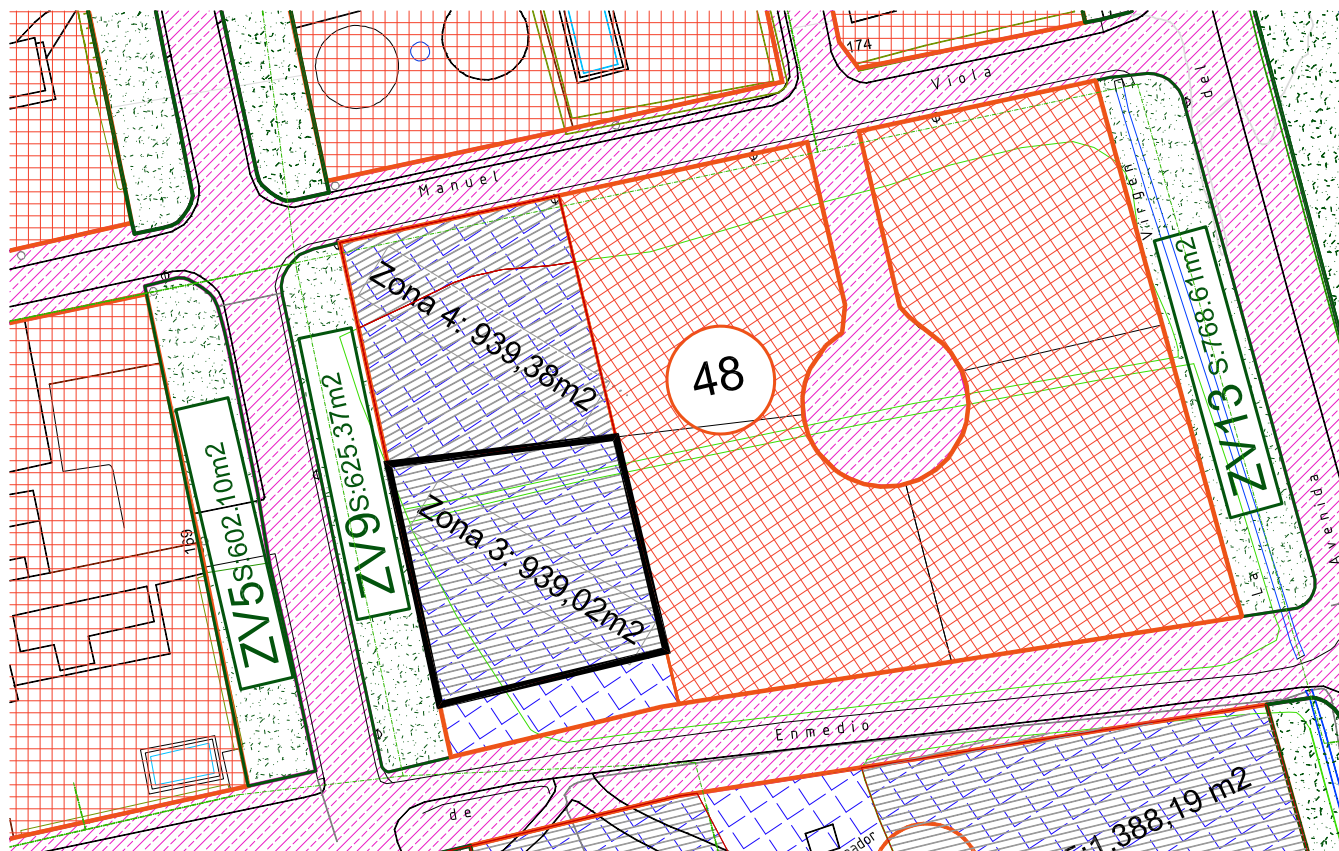 174
Viola
del
Manuel
Virgen
Zona 4: 939,38m2
48
ZV9s:625.37m2
ZV13 S:768.61m2
ZV5s:602.10m2
169
Zona 3: 939,02m2
Avenida
La
Enmedio
de
:1.388,19 m2